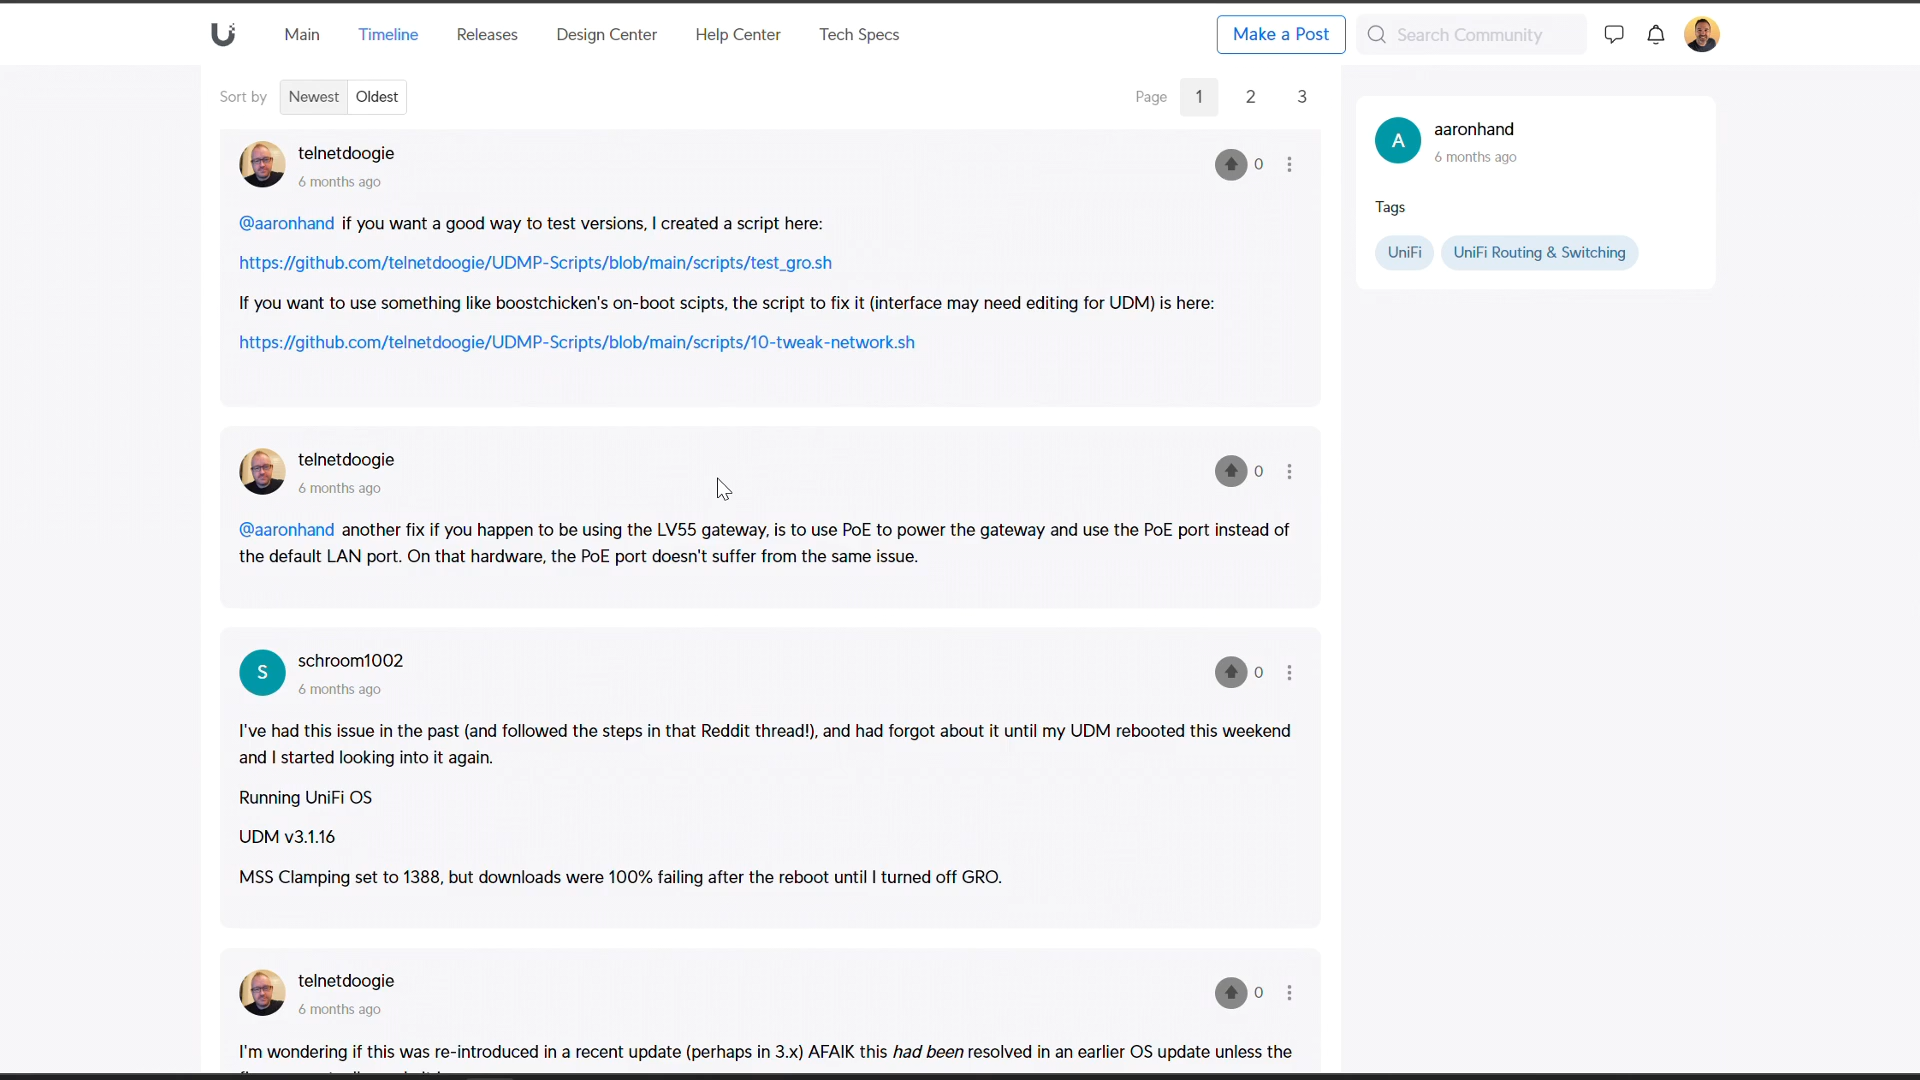 Main Timeline Releases Design Center Help Center Tech Specs Make a Post Search Community
Sort by Newest Oldest Page 1 2 3
telnetdoogie
6 months ago
0
@aaronhand if you want a good way to test versions, I created a script here:
https://github.com/telnetdoogie/UDMP-Scripts/blob/main/scripts/test_gro.sh
If you want to use something like boostchicken's on-boot scipts, the script to fix it (interface may need editing for UDM) is here:
https://github.com/telnetdoogie/UDMP-Scripts/blob/main/scripts/10-tweak-network.sh
telnetdoogie
6 months ago
0
@aaronhand another fix if you happen to be using the LV55 gateway, is to use PoE to power the gateway and use the PoE port instead of
the default LAN port. On that hardware, the PoE port doesn't suffer from the same issue.
S
schroom1002
6 months ago
0
I've had this issue in the past (and followed the steps in that Reddit thread!), and had forgot about it until my UDM rebooted this weekend
and I started looking into it again.
Running UniFi OS
UDM v3.1.16
MSS Clamping set to 1388, but downloads were 100% failing after the reboot until I turned off GRO.
telnetdoogie
6 months ago
0
I'm wondering if this was re-introduced in a recent update (perhaps in 3.x) AFAIK this had been resolved in an earlier OS update unless the
A
aaronhand
6 months ago
Tags
UniFi UniFi Routing & Switching